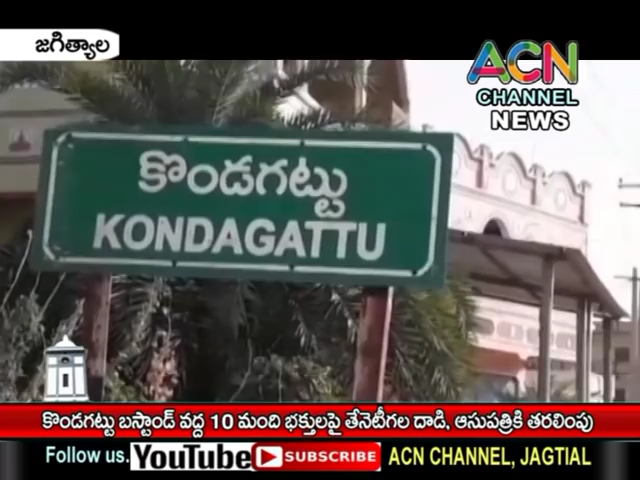 జగిత్యాల
ACN
CHANNEL
NEWS
కొండగట్టు
KONDAGATTU
కొండగట్టు బస్టాండ్ వద్ద 10 మంది భక్తులపై తేనెటీగల దాడి, ఆసుపత్రికి తరలింపు
Follow us. YouTube SUBSCRIBE ACN CHANNEL, JAGTIAL